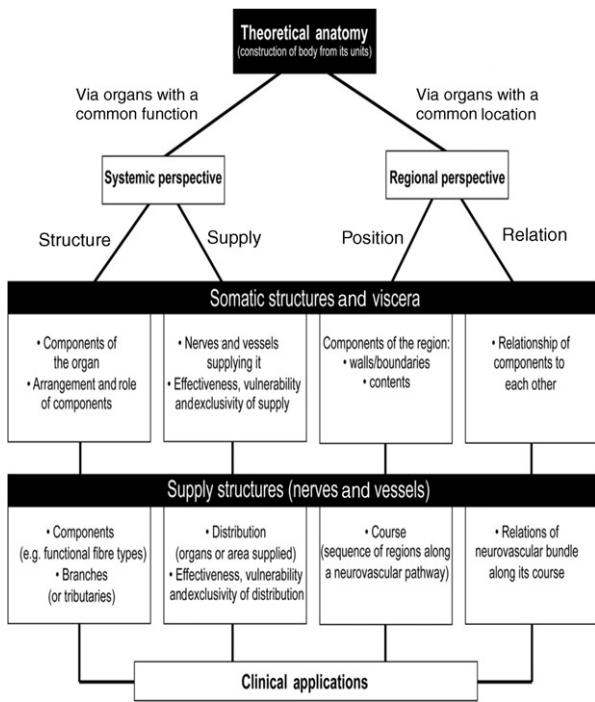 Theoretical anatomy
(construction of body from its units)
Via organs with a
common function
Via organs with a
common location
Systemic perspective
Regional perspective
Structure
Supply
Position
Relation
Somatic structures and viscera
• Components of
the organ
• Arrangement and role
of components
• Nerves and vessels
supplying it
• Effectiveness, vulnerability
and exclusivity of supply
Components of the region:
• walls/boundaries
• contents
• Relationship of
components to
each other
Supply structures (nerves and vessels)
• Components
(e.g. functional fibre types)
• Branches
(or tributaries)
• Distribution
(organs or area supplied)
• Effectiveness, vulnerability
and exclusivity of distribution
• Course
(sequence of regions along
a neurovascular pathway)
• Relations of
neurovascular bundle
along its course
Clinical applications